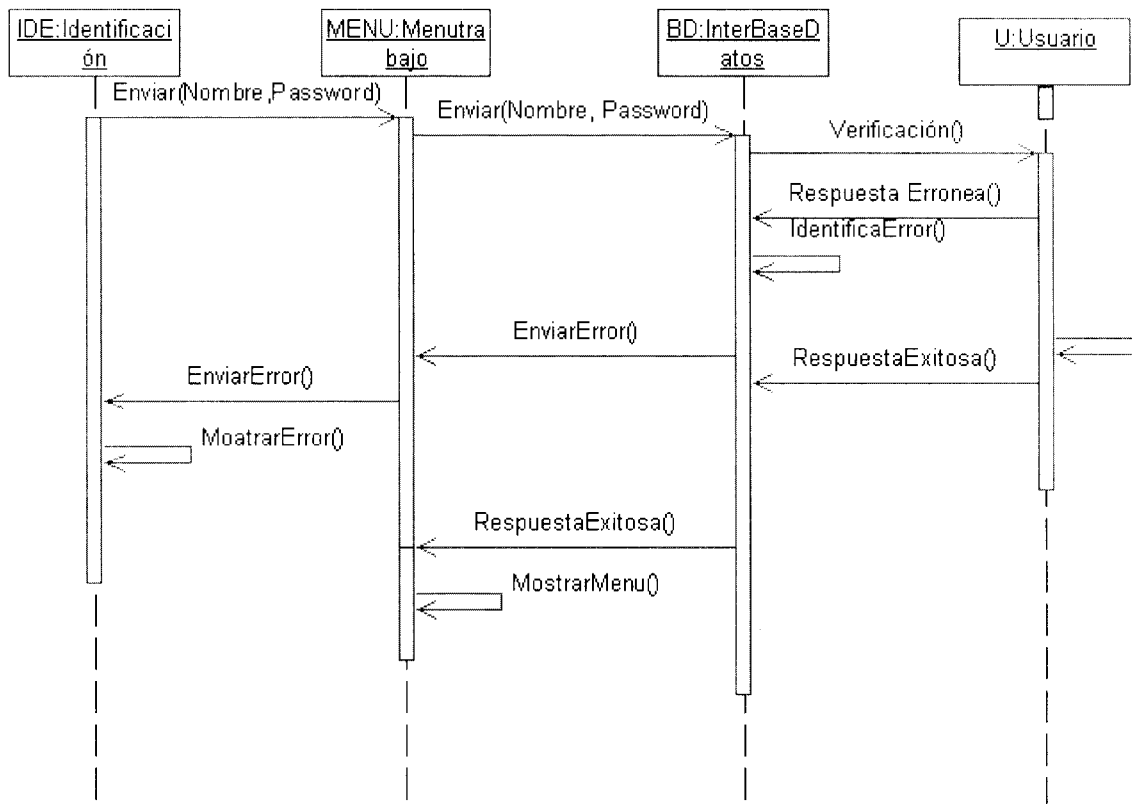 IDE:Identificaci
ón
MENU:Menutra
bajo
BD:InterBaseD
atos
U:Usuario
Enviar(Nombre,Password)
Enviar(Nombre, Password)
Verificación()
Respuesta Erronea()
IdentificaError()
EnviarError()
RespuestaExitosa()
EnviarError()
MoatrarError()
RespuestaExitosa()
MostrarMenu()